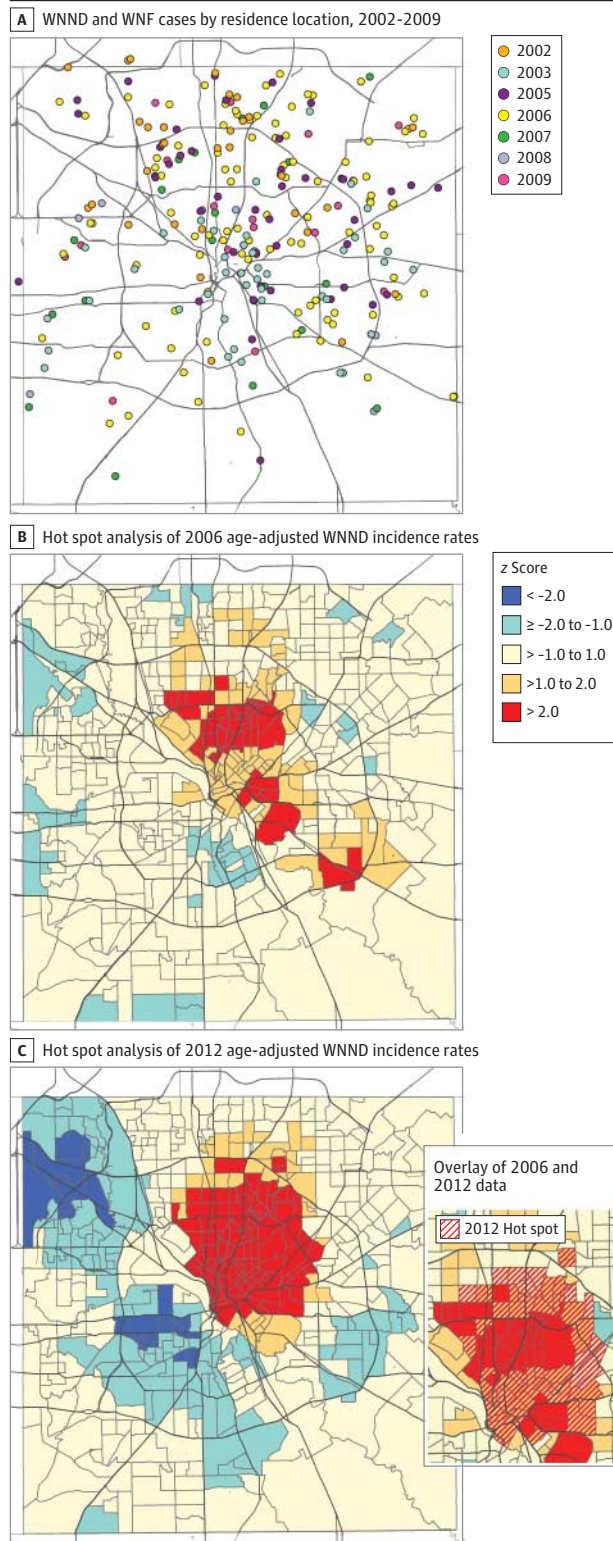 A WNND and WNF cases by residence location, 2002-2009
2002
2003
2005
2006
2007
2008
2009
B Hot spot analysis of 2006 age-adjusted WNND incidence rates
z Score
< -2.0
≥ -2.0 to -1.0
> -1.0 to 1.0
>1.0 to 2.0
> 2.0
C Hot spot analysis of 2012 age-adjusted WNND incidence rates
Overlay of 2006 and
2012 data
2012 Hot spot